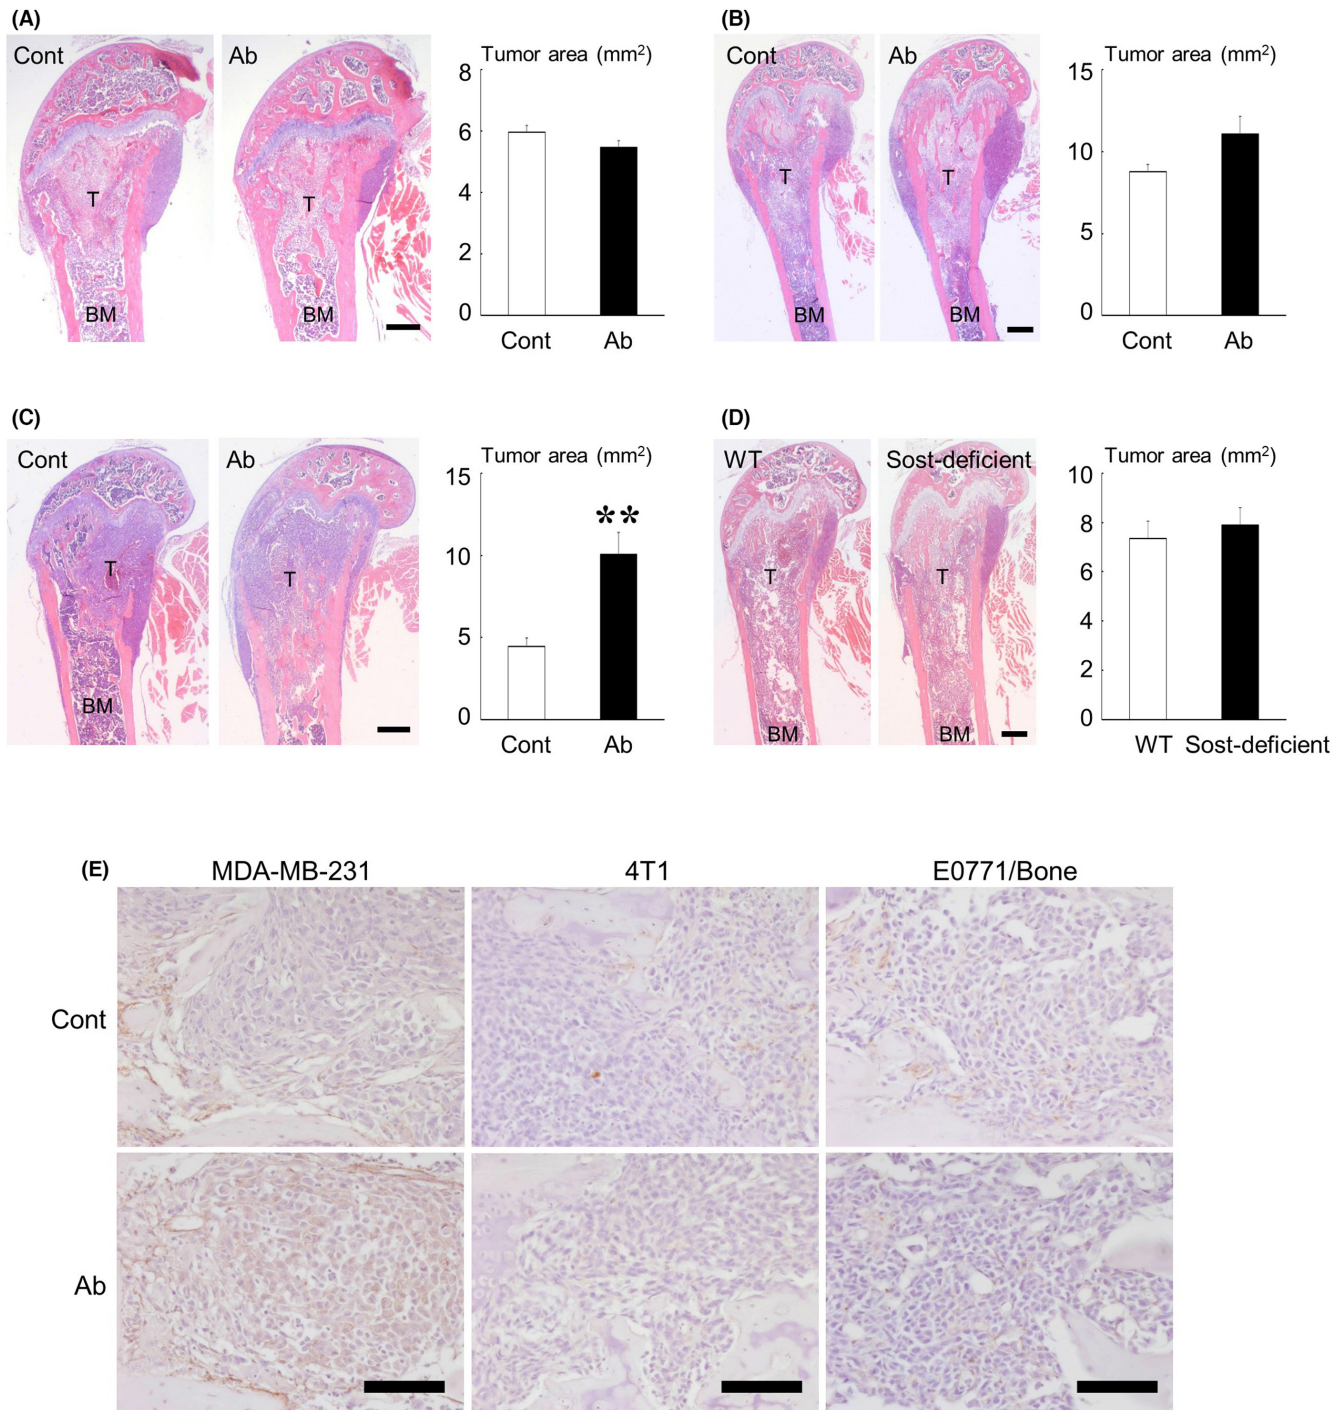 (A)
Cont
Ab
T
T
BM
BM
Tumor area (mm²)
8
6
4
2
0
Cont
Ab
(B)
Cont
Ab
T
T
BM
BM
Tumor area (mm²)
15
10
5
0
Cont
Ab
(C)
Cont
Ab
T
T
BM
Tumor area (mm²)
15
10
5
0
**
Cont
Ab
(D)
WT
Sost-deficient
T
T
BM
BM
Tumor area (mm²)
10
8
6
4
2
0
WT
Sost-deficient
(E)
MDA-MB-231
4T1
E0771/Bone
Cont
Ab